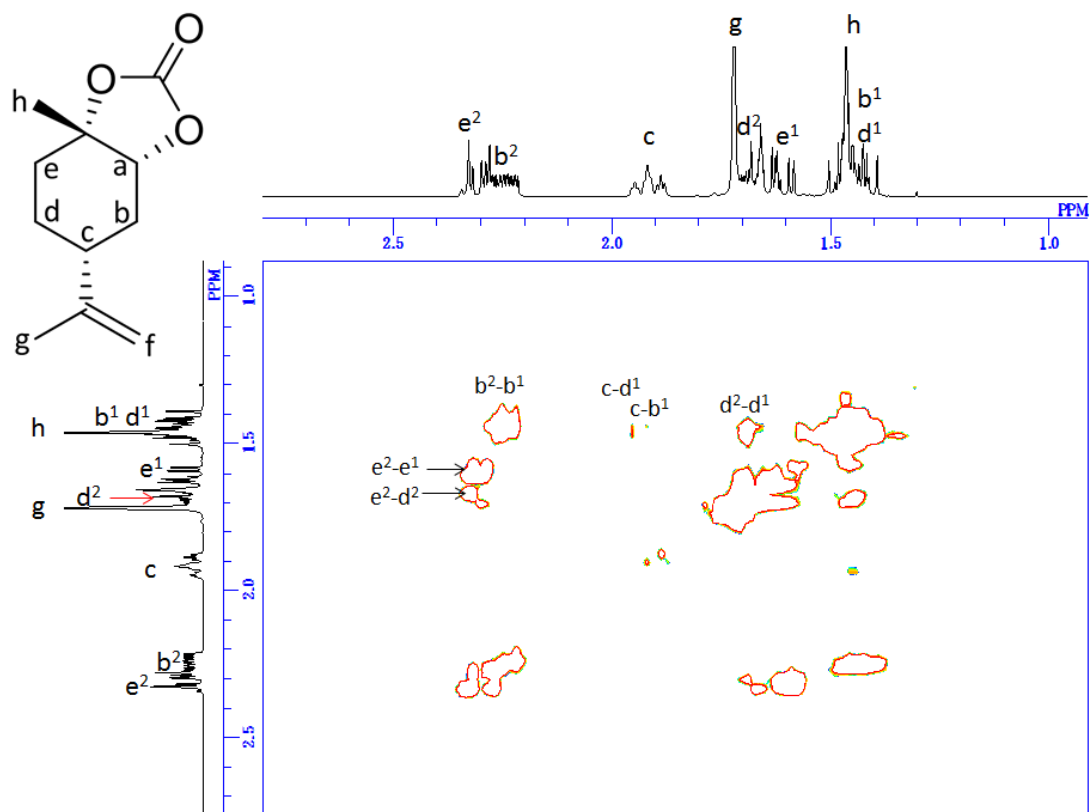 O
O
O
h
a
e
d
b
c
g
f
g
h
e²
b²
c
d²
e¹
b¹
d¹
PPM
2.5
2.0
1.5
1.0
PPM
1.0
1.5
2.0
2.5
h
b¹ d¹
e¹
d²
g
c
b²
e²
b²-b¹
c-d¹
c-b¹
d²-d¹
e²-e¹
e²-d²